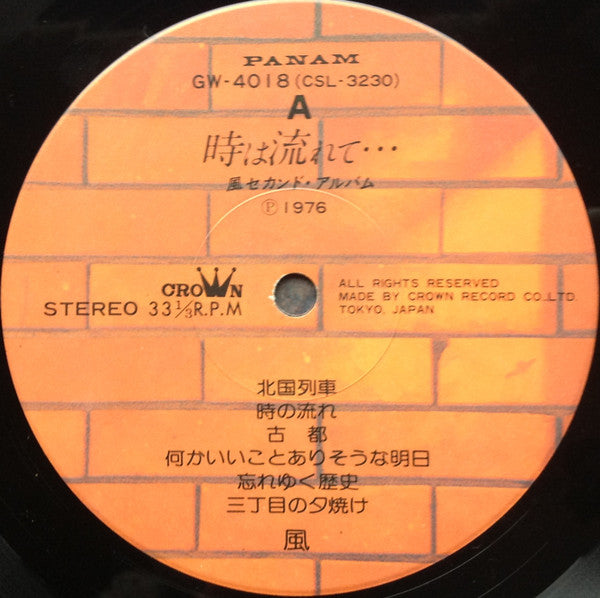 PANAM
GW-4018 (CSL-3230)
A
時は流れて…
風セカンド・アルバム
Ⓟ 1976
CROWN
STEREO 33⅓R.P.M
ALL RIGHTS RESERVED
MADE BY CROWN RECORD CO.,LTD.
TOKYO, JAPAN
北国列車
時の流れ
古都
何かいいことありそうな明日
忘れゆく歴史
三丁目の夕焼け
風